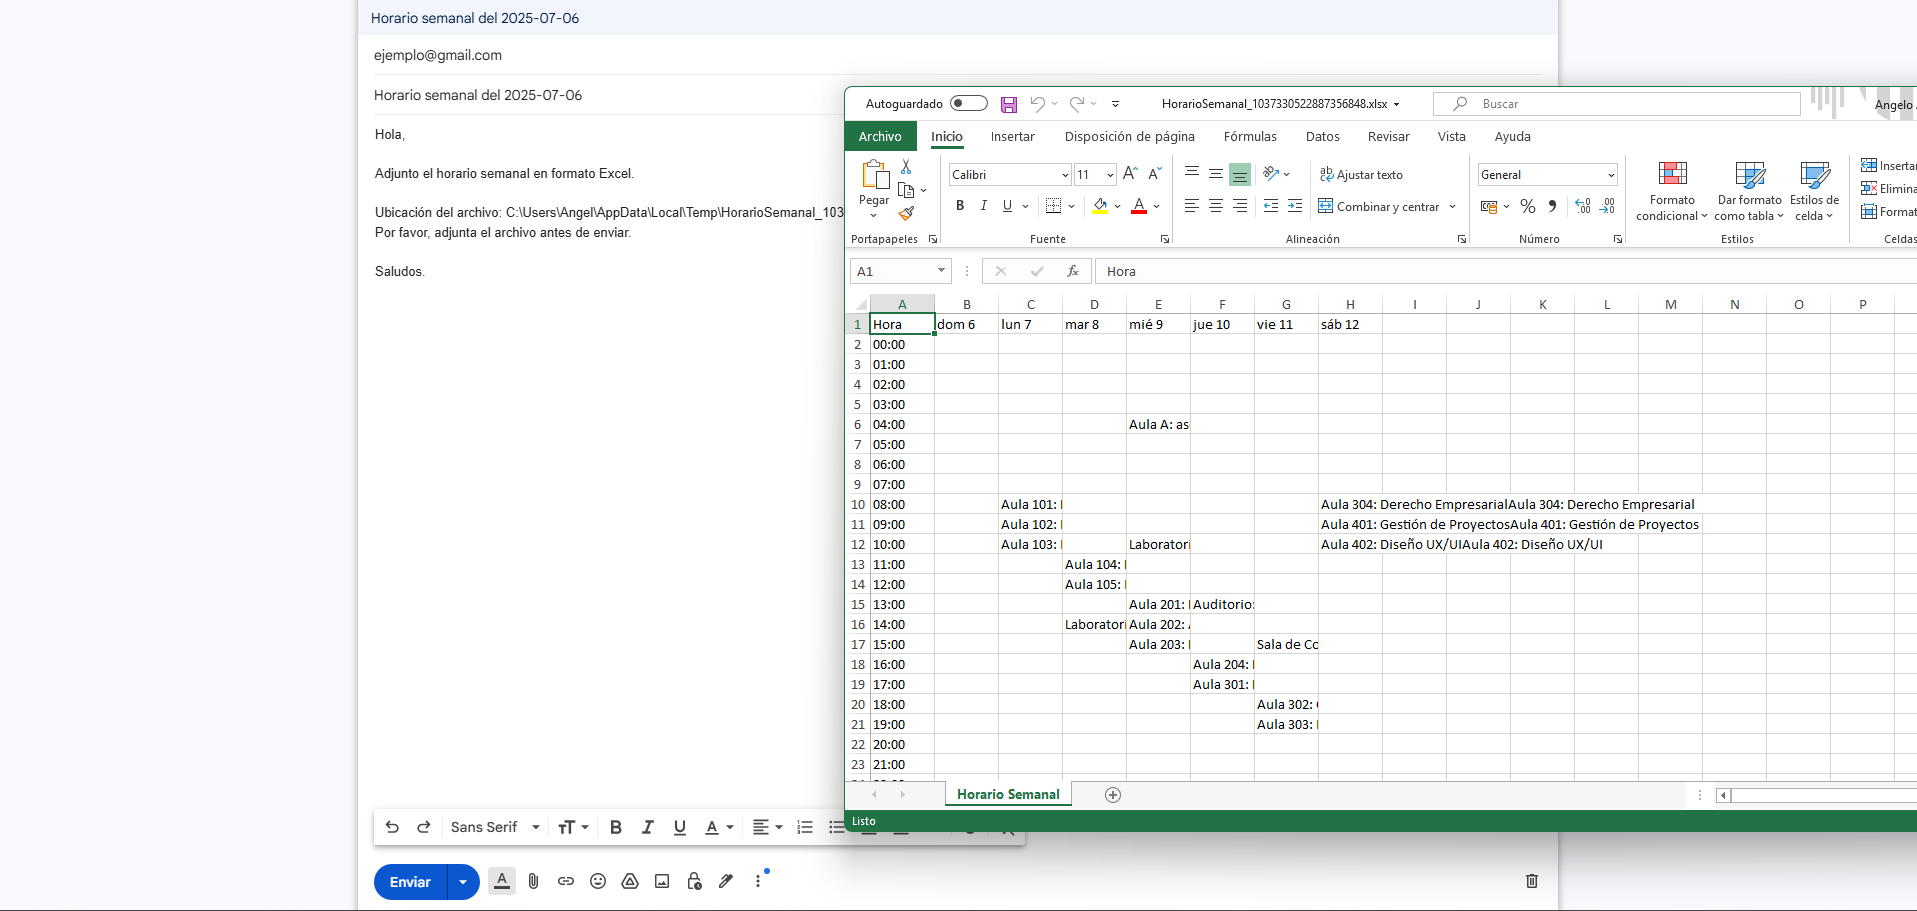 Horario semanal del 2025-07-06
ejemplo@gmail.com
Horario semanal del 2025-07-06
Hola,
Adjunto el horario semanal en formato Excel.
Ubicación del archivo: C:\Users\Angel\AppData\Local\Temp\HorarioSemanal_103
Por favor, adjunta el archivo antes de enviar.
Saludos.
Sans Serif
Enviar
Autoguardado HorarioSemanal_1037330522887356848.xlsx Buscar Angelo
Archivo Inicio Insertar Disposición de página Fórmulas Datos Revisar Vista Ayuda
Pegar
Portapapeles
Calibri 11
N I S A
Fuente
Ajustar texto
Combinar y centrar
Alineación
General
%
Número
Formato condicional
Dar formato como tabla
Estilos de celda
Estilos
Insertar
Elimina
Format
Celdas
A1 fx Hora
A B C D E F G H I J K L M N O P
1 Hora dom 6 lun 7 mar 8 mié 9 jue 10 vie 11 sáb 12
2 00:00
3 01:00
4 02:00
5 03:00
6 04:00 Aula A: as
7 05:00
8 06:00
9 07:00
10 08:00 Aula 101: Aula 304: Derecho EmpresarialAula 304: Derecho Empresarial
11 09:00 Aula 102: Aula 401: Gestión de ProyectosAula 401: Gestión de Proyectos
12 10:00 Aula 103: Laboratori Aula 402: Diseño UX/UIAula 402: Diseño UX/UI
13 11:00 Aula 104:
14 12:00 Aula 105:
15 13:00 Aula 201: Auditorio:
16 14:00 Laboratori Aula 202:
17 15:00 Aula 203: Sala de Co
18 16:00 Aula 204:
19 17:00 Aula 301:
20 18:00 Aula 302:
21 19:00 Aula 303:
22 20:00
23 21:00
Horario Semanal
Listo